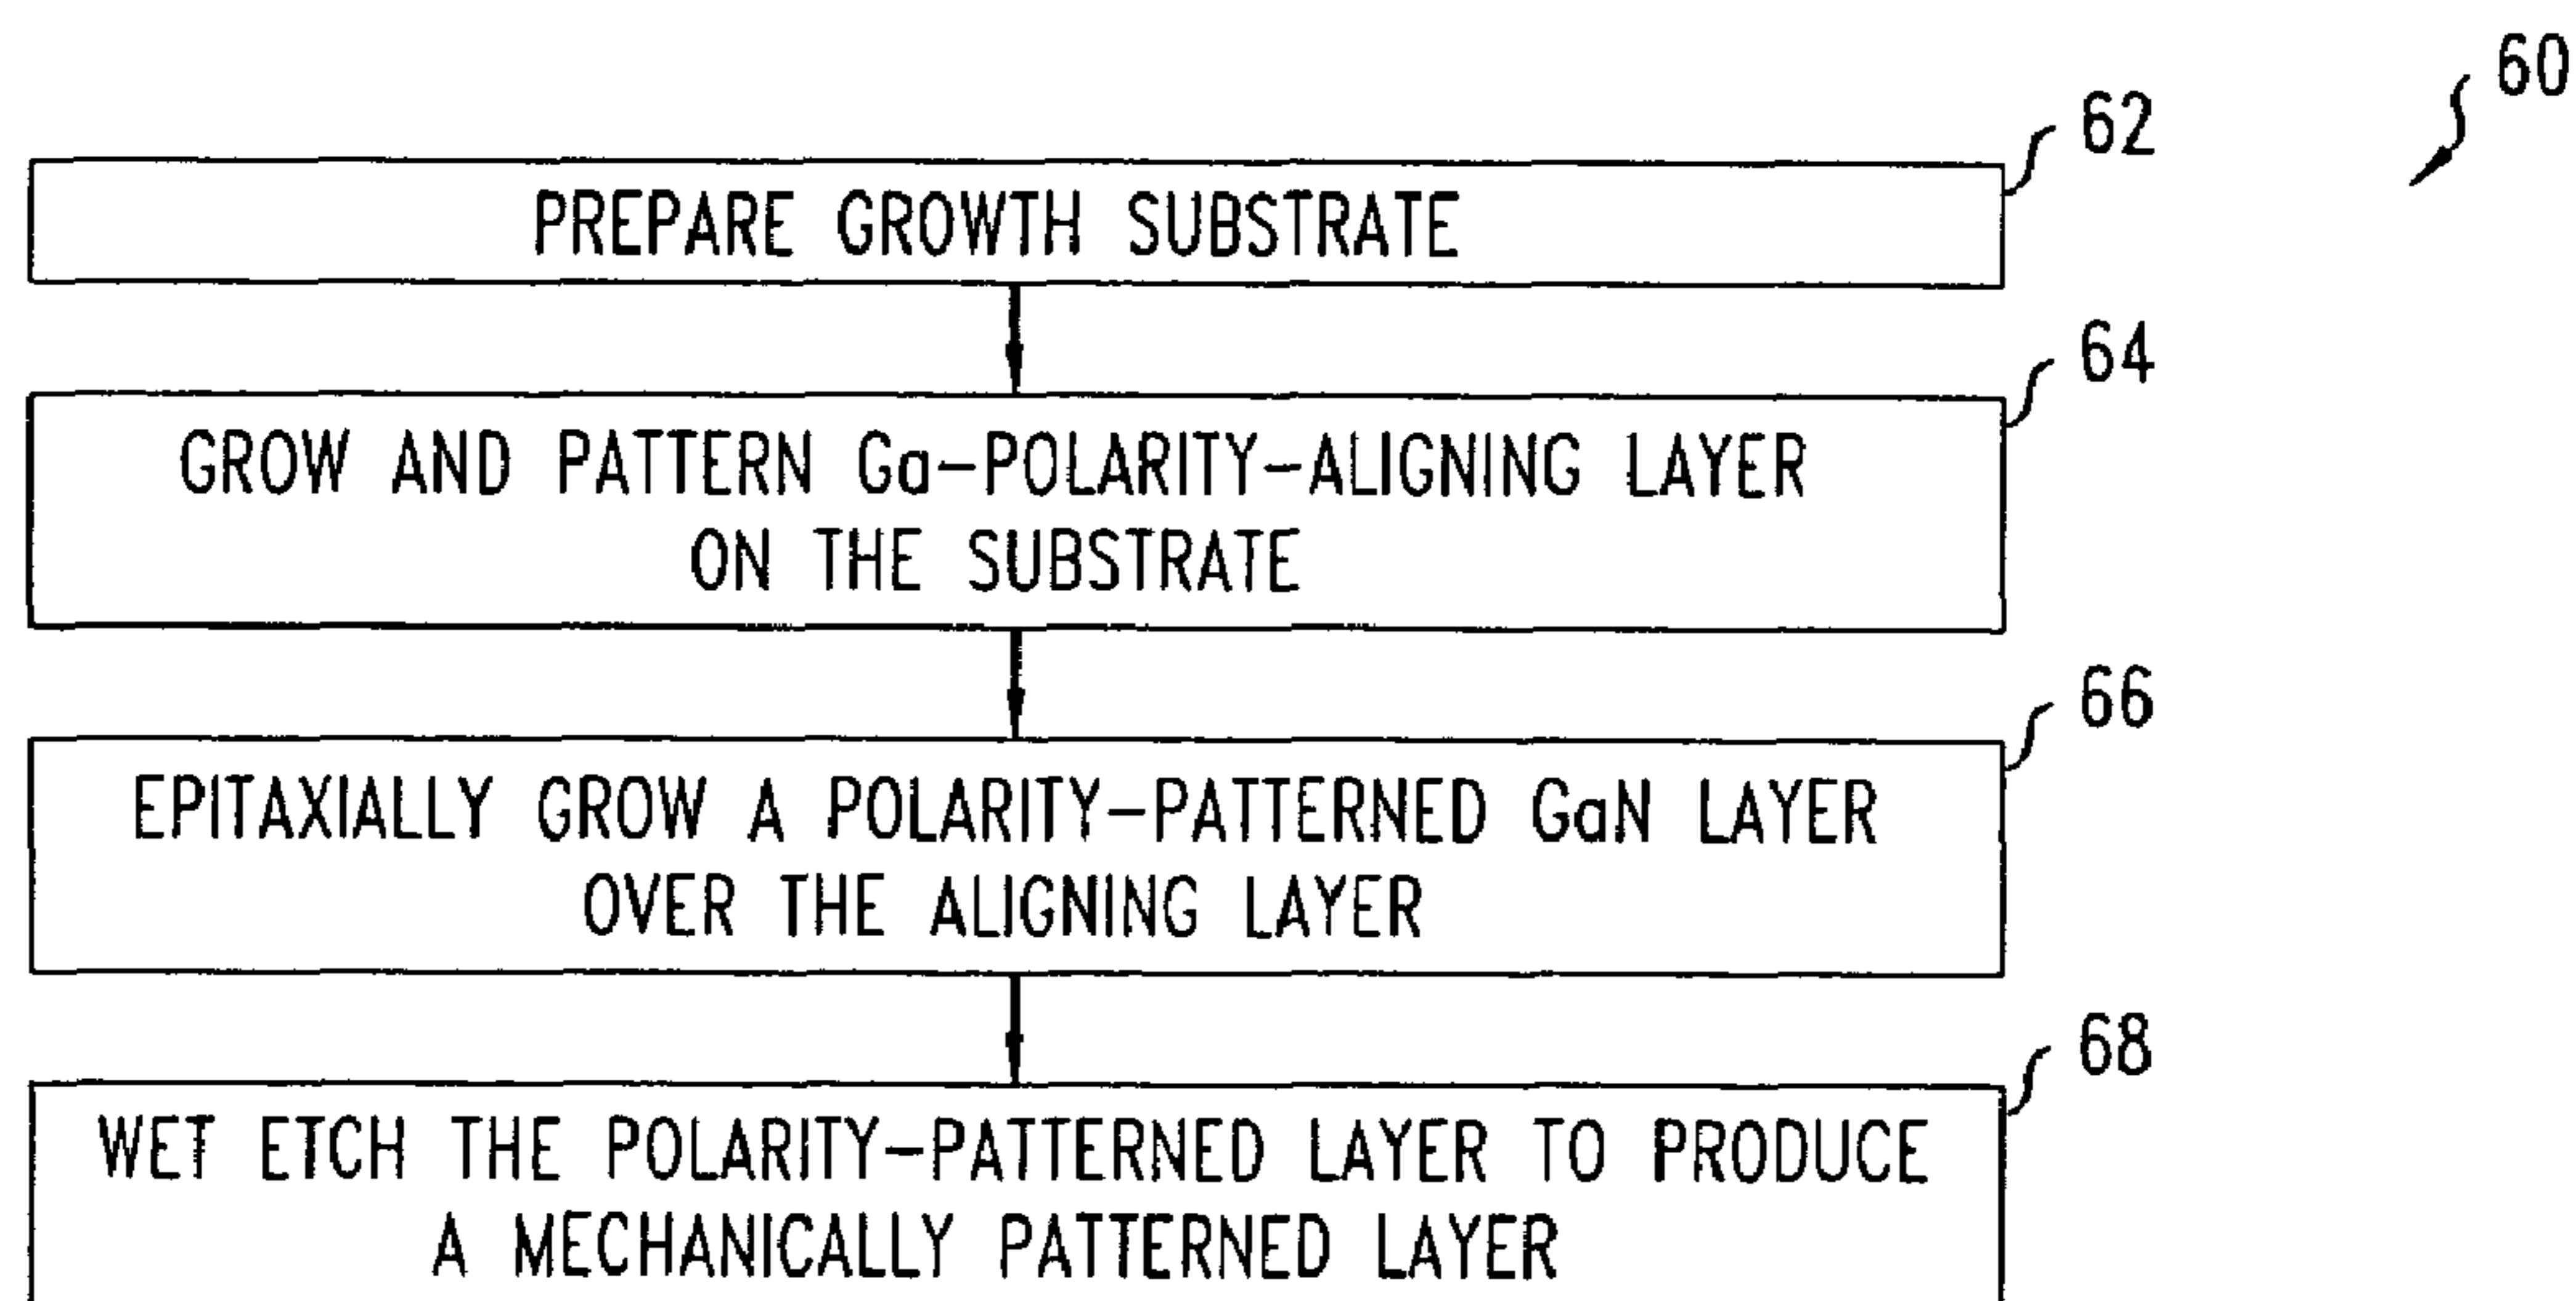 60
62
PREPARE GROWTH SUBSTRATE
64
GROW AND PATTERN Ga-POLARITY-ALIGNING LAYER
ON THE SUBSTRATE
66
EPITAXIALLY GROW A POLARITY-PATTERNED GaN LAYER
OVER THE ALIGNING LAYER
68
WET ETCH THE POLARITY-PATTERNED LAYER TO PRODUCE
A MECHANICALLY PATTERNED LAYER